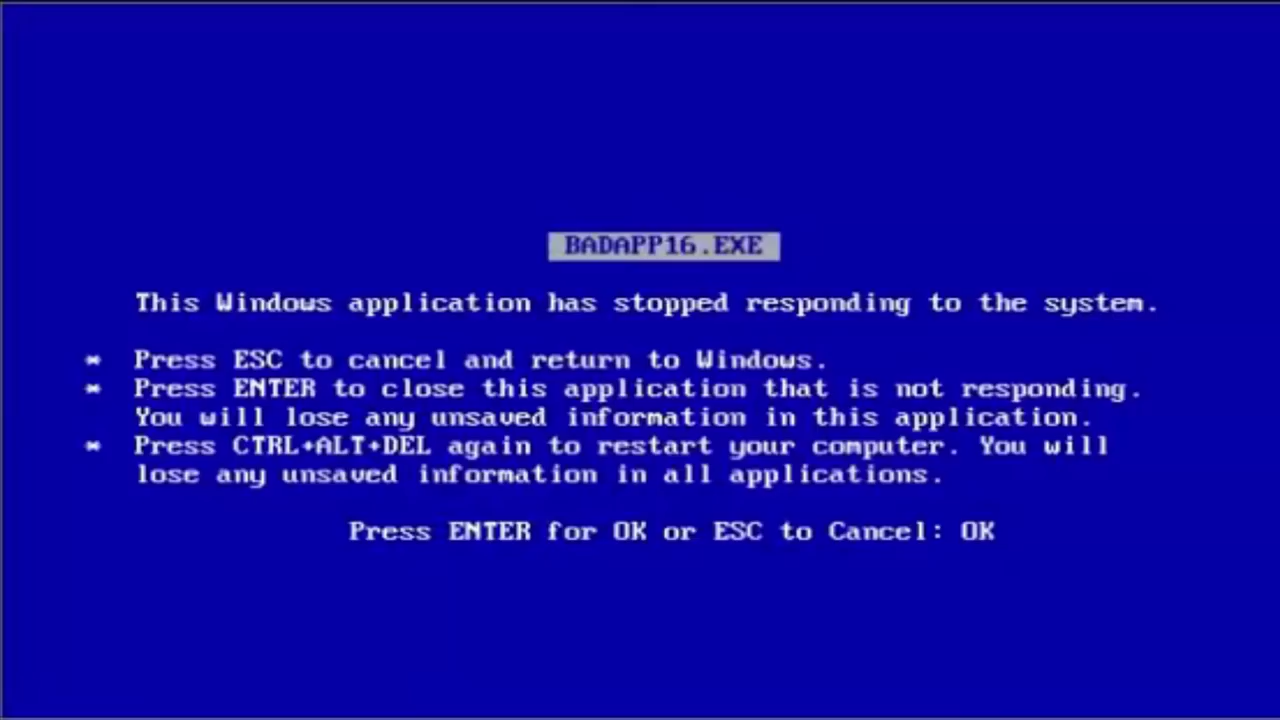 BADAPP16.EXE
This Windows application has stopped responding to the system.
* Press ESC to cancel and return to Windows.
* Press ENTER to close this application that is not responding.
You will lose any unsaved information in this application.
* Press CTRL+ALT+DEL again to restart your computer. You will
lose any unsaved information in all applications.
Press ENTER for OK or ESC to Cancel: OK